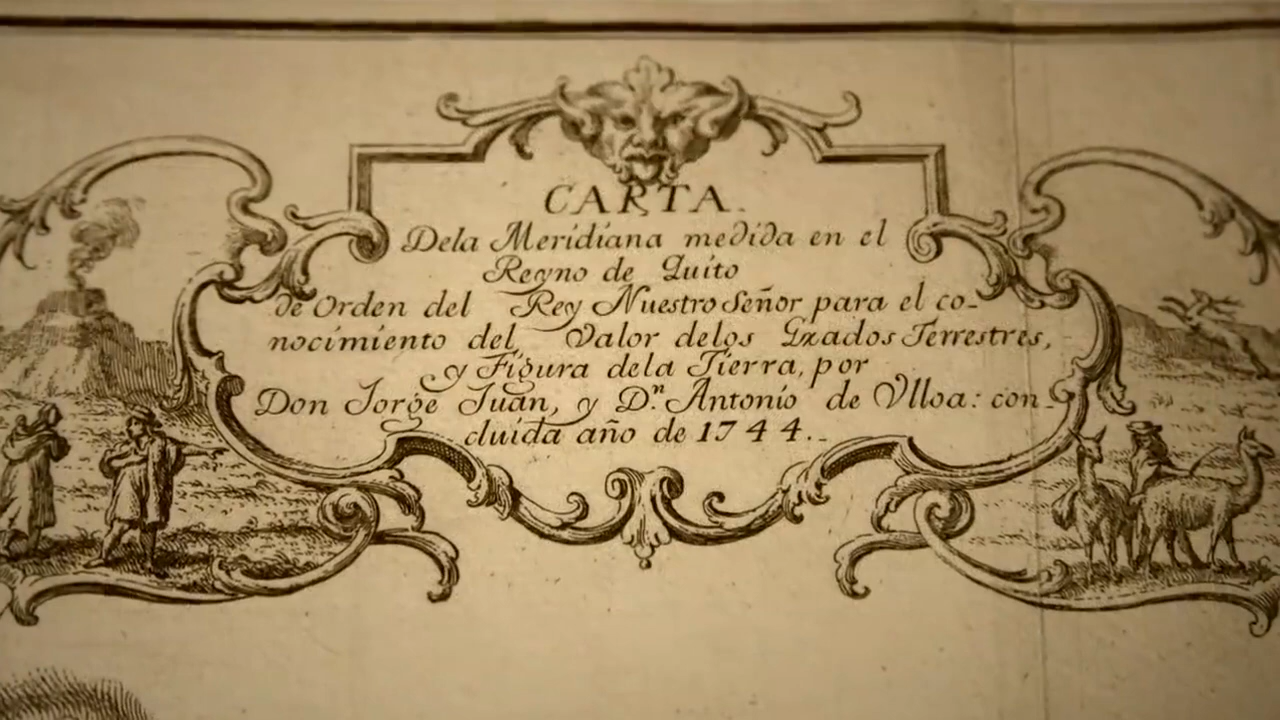 CARTA.
Dela Meridiana medida en el
Reyno de Quito
de Orden del Rey Nuestro Señor para el co-
nocimiento del Valor delos Grados Terrestres,
y Figura dela Tierra, por
Don Jorge Juan, y D.n Antonio de Vlloa: con-
cluida año de 1744.